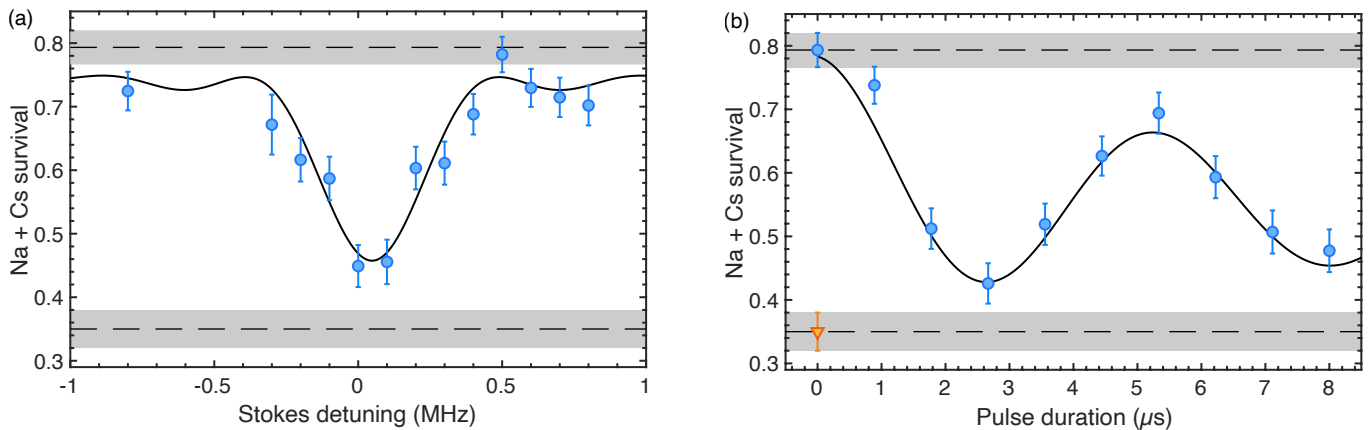 (a)
Na + Cs survival
0.8
0.7
0.6
0.5
0.4
0.3
-1 -0.5 0 0.5 1
Stokes detuning (MHz)
(b)
Na + Cs survival
0.8
0.7
0.6
0.5
0.4
0.3
0 1 2 3 4 5 6 7 8
Pulse duration (μs)